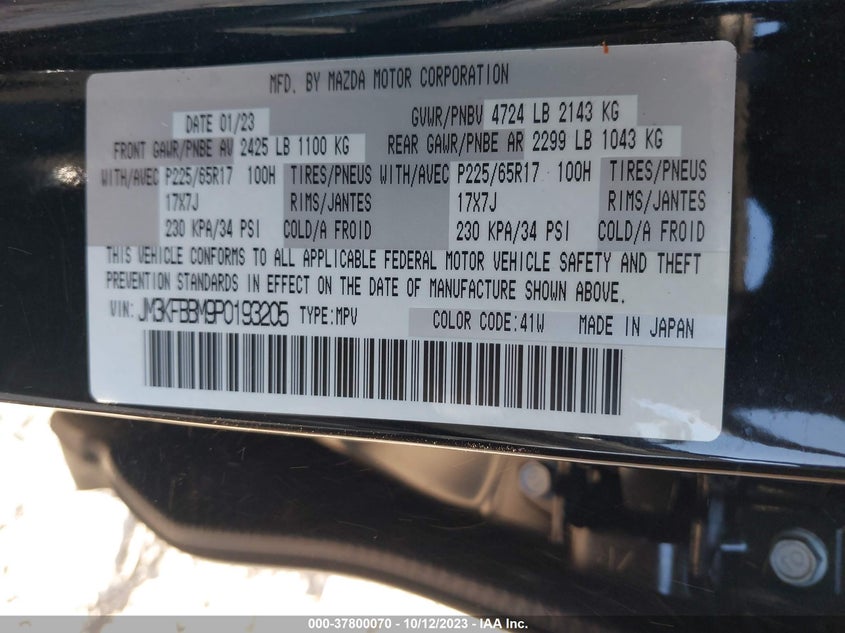 MFD. BY MAZDA MOTOR CORPORATION
DATE 01/23 GVWR/PNBV 4724 LB 2143 KG
FRONT GAWR/PNBE AV 2425 LB 1100 KG REAR GAWR/PNBE AR 2299 LB 1043 KG
WITH/AVEC P225/65R17 100H TIRES/PNEUS WITH/AVEC P225/65R17 100H TIRES/PNEUS
17X7J RIMS/JANTES 17X7J RIMS/JANTES
230 KPA/34 PSI COLD/A FROID 230 KPA/34 PSI COLD/A FROID
THIS VEHICLE CONFORMS TO ALL APPLICABLE FEDERAL MOTOR VEHICLE SAFETY AND THEFT
PREVENTION STANDARDS IN EFFECT ON THE DATE OF MANUFACTURE SHOWN ABOVE.
VIN: JM3KFBBM9P0193205 TYPE:MPV COLOR CODE:41W MADE IN JAPAN
000-37800070 - 10/12/2023 - IAA Inc.